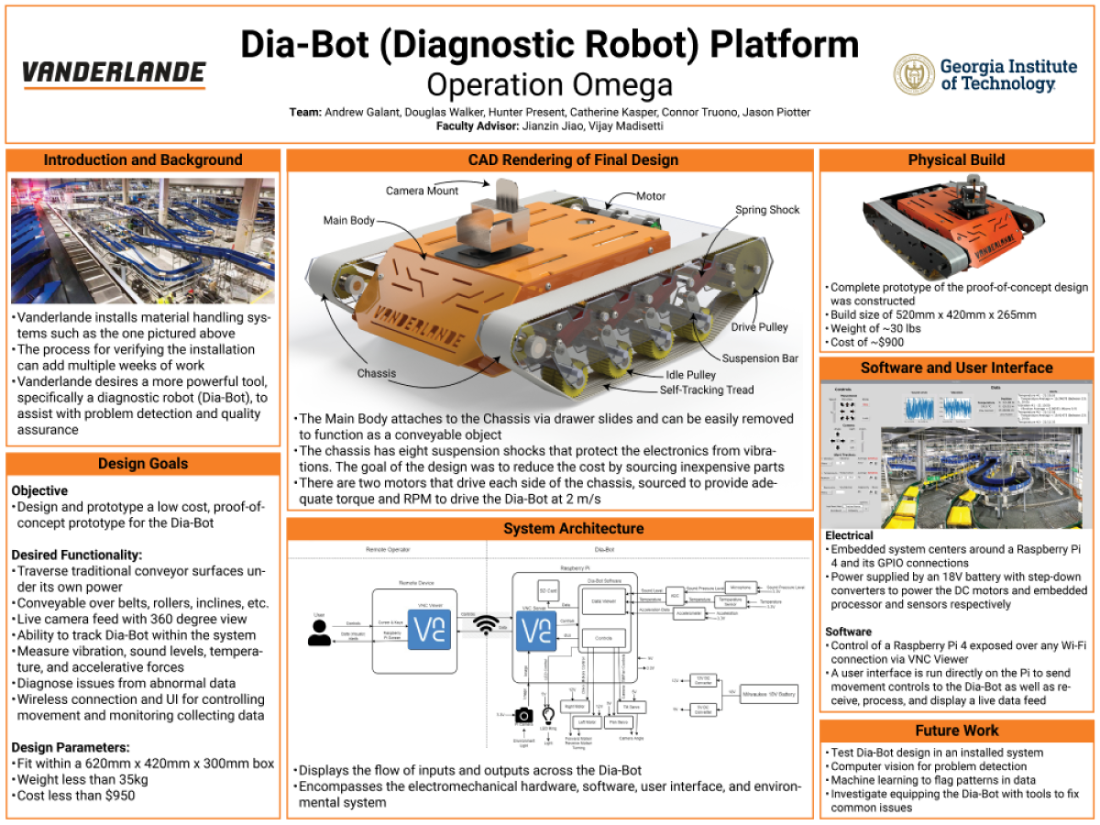 Dia-Bot (Diagnostic Robot) Platform
Operation Omega
VANDERLANDE
Georgia Institute
of Technology
Team: Andrew Galant, Douglas Walker, Hunter Present, Catherine Kasper, Connor Truono, Jason Piotter
Faculty Advisor: Jianzin Jiao, Vijay Madisetti
Introduction and Background
•Vanderlande installs material handling sys-
tems such as the one pictured above
•The process for verifying the installation
can add multiple weeks of work
•Vanderlande desires a more powerful tool,
specifically a diagnostic robot (Dia-Bot), to
assist with problem detection and quality
assurance
Design Goals
Objective
•Design and prototype a low cost, proof-of-
concept prototype for the Dia-Bot
Desired Functionality:
•Traverse traditional conveyor surfaces un-
der its own power
•Conveyable over belts, rollers, inclines, etc.
•Live camera feed with 360 degree view
•Ability to track Dia-Bot within the system
•Measure vibration, sound levels, tempera-
ture, and accelerative forces
•Diagnose issues from abnormal data
•Wireless connection and UI for controlling
movement and monitoring collecting data
Design Parameters:
•Fit within a 620mm x 420mm x 300mm box
•Weight less than 35kg
•Cost less than $950
CAD Rendering of Final Design
Camera Mount
Motor
Main Body
Spring Shock
VANDERLANDE
Drive Pulley
Suspension Bar
Chassis
Idle Pulley
Self-Tracking Tread
•The Main Body attaches to the Chassis via drawer slides and can be easily removed
to function as a conveyable object
•The chassis has eight suspension shocks that protect the electronics from vibra-
tions. The goal of the design was to reduce the cost by sourcing inexpensive parts
•There are two motors that drive each side of the chassis, sourced to provide ade-
quate torque and RPM to drive the Dia-Bot at 2 m/s
System Architecture
Remote Operator
Dia-Bot
Raspberry Pi
Remote Device
SD Card
Dia-Bot Software
VNC Viewer
VNC Server
Data Viewer
User
Controls
Controls
Milwaukee 18V Battery
•Displays the flow of inputs and outputs across the Dia-Bot
•Encompasses the electromechanical hardware, software, user interface, and environ-
mental system
Physical Build
VANDERLANDE
•Complete prototype of the proof-of-concept design
was constructed
•Build size of 520mm x 420mm x 265mm
•Weight of ~30 lbs
•Cost of ~$900
Software and User Interface
Controls
Data
Electrical
•Embedded system centers around a Raspberry Pi
4 and its GPIO connections
•Power supplied by an 18V battery with step-down
converters to power the DC motors and embedded
processor and sensors respectively
Software
•Control of a Raspberry Pi 4 exposed over any Wi-Fi
connection via VNC Viewer
•A user interface is run directly on the Pi to send
movement controls to the Dia-Bot as well as re-
ceive, process, and display a live data feed
Future Work
•Test Dia-Bot design in an installed system
•Computer vision for problem detection
•Machine learning to flag patterns in data
•Investigate equipping the Dia-Bot with tools to fix
common issues